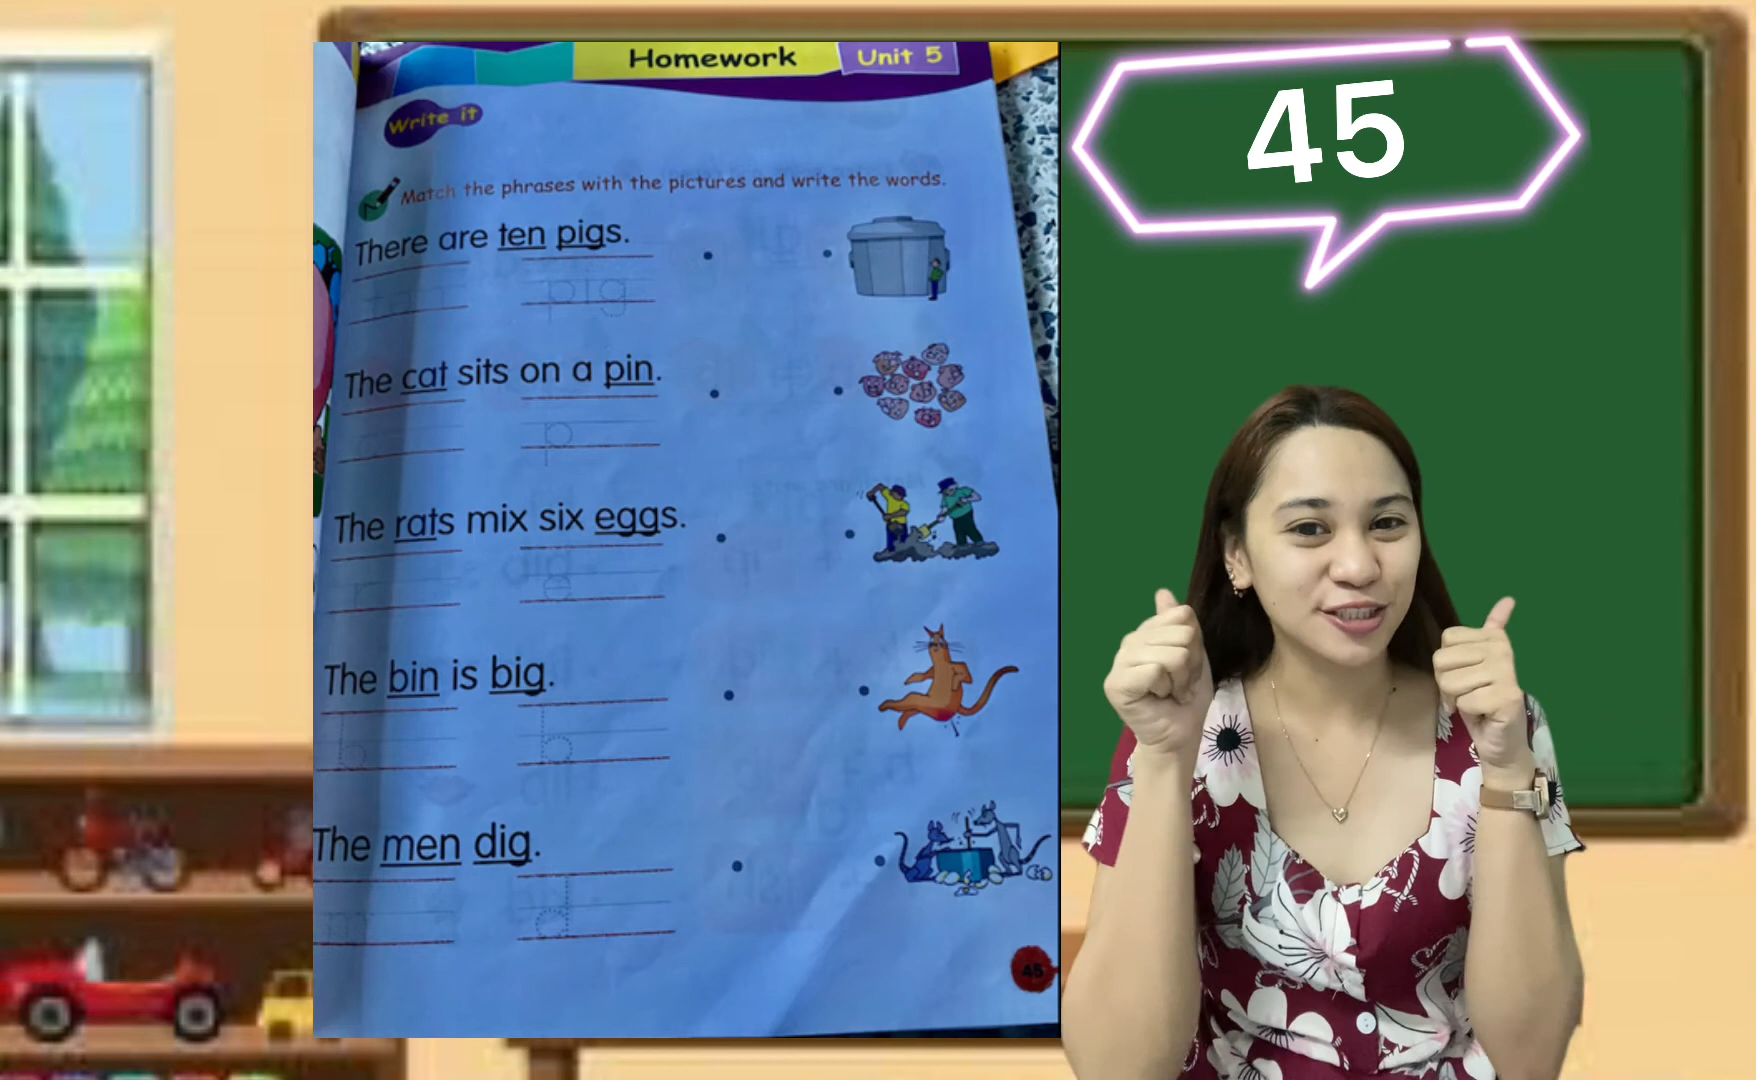 Homework
Unit 5
Write it
Match the phrases with the pictures and write the words.
There are ten pigs.
ten pig
The cat sits on a pin.
c p
The rats mix six eggs.
r e
The bin is big.
b b
The men dig.
m d
45
45